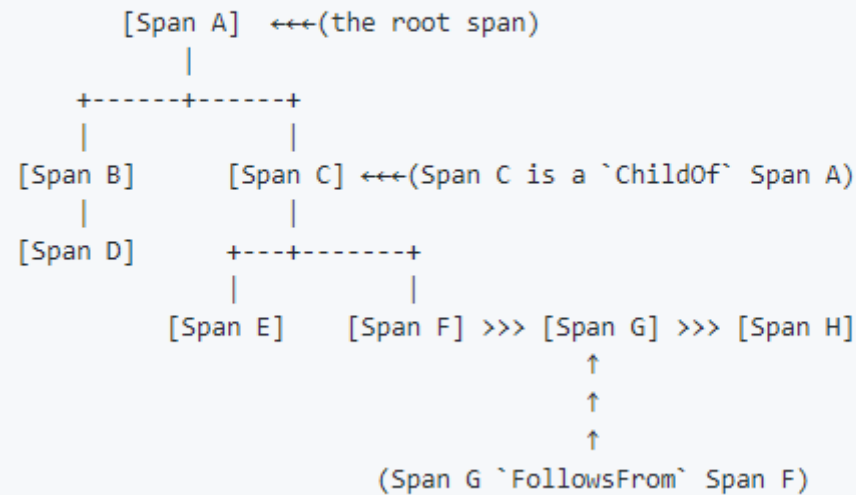 [Span A]  ←←←(the root span)
|
+------+------+
|             |
[Span B]      [Span C] ←←←(Span C is a `ChildOf` Span A)
|             |
[Span D]      +---+-------+
|           |
[Span E]    [Span F] >>> [Span G] >>> [Span H]
↑
↑
↑
(Span G `FollowsFrom` Span F)